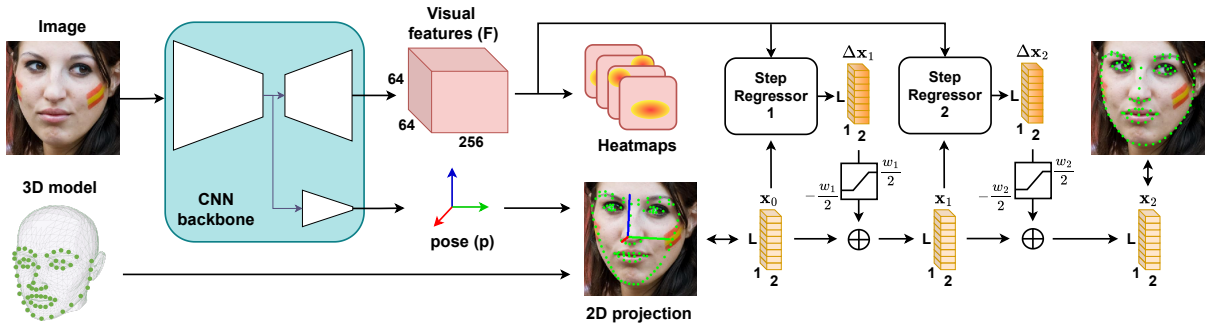 Image
Visual
features (F)
64
64
256
CNN
backbone
3D model
pose (p)
Heatmaps
2D projection
Step
Regressor
1
Δx₁
L
1
2
w₁/2
-w₁/2
x₀
L
1
2
Step
Regressor
2
Δx₂
L
1
2
w₂/2
-w₂/2
x₁
L
1
2
x₂
L
1
2